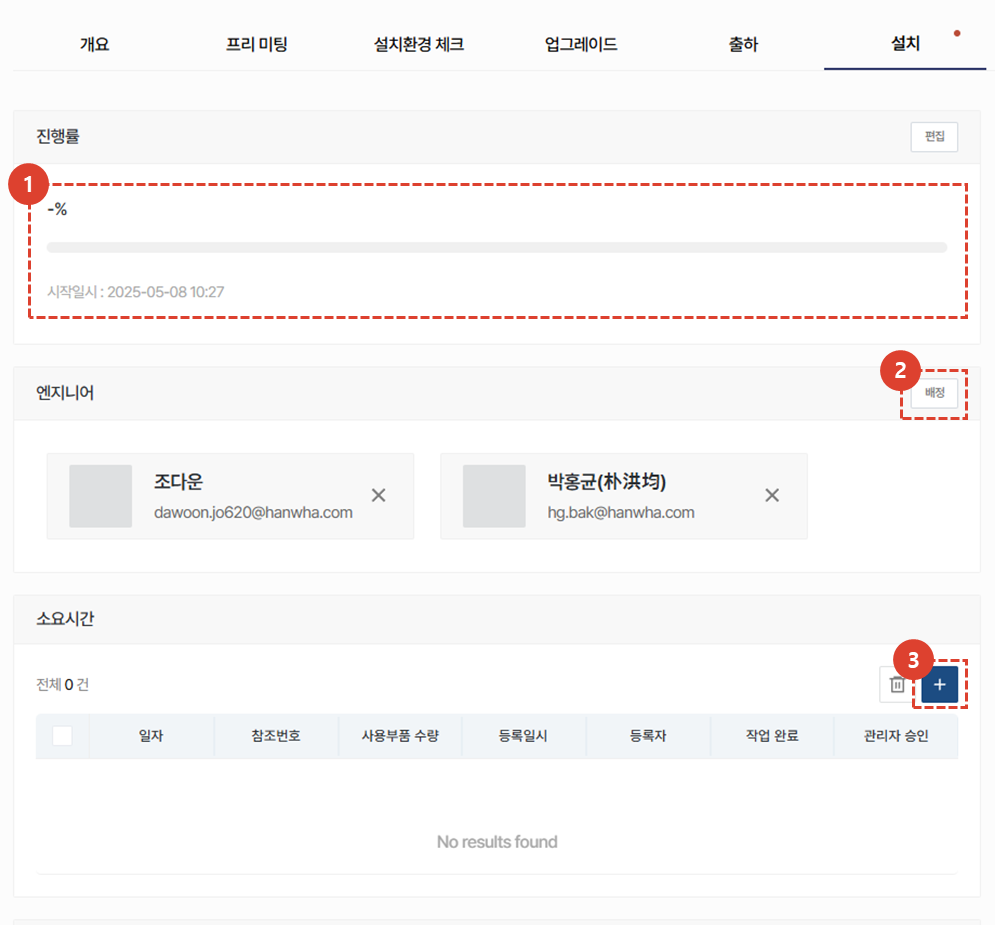 개요 프리 미팅 설치환경 체크 업그레이드 출하 설치
진행률 편집
1
-%
시작일시 : 2025-05-08 10:27
2
엔지니어 배정
조다운 박홍균(朴洪均)
dawoon.jo620@hanwha.com hg.bak@hanwha.com
소요시간
3
전체 0 건 +
일자 참조번호 사용부품 수량 등록일시 등록자 작업 완료 관리자 승인
No results found